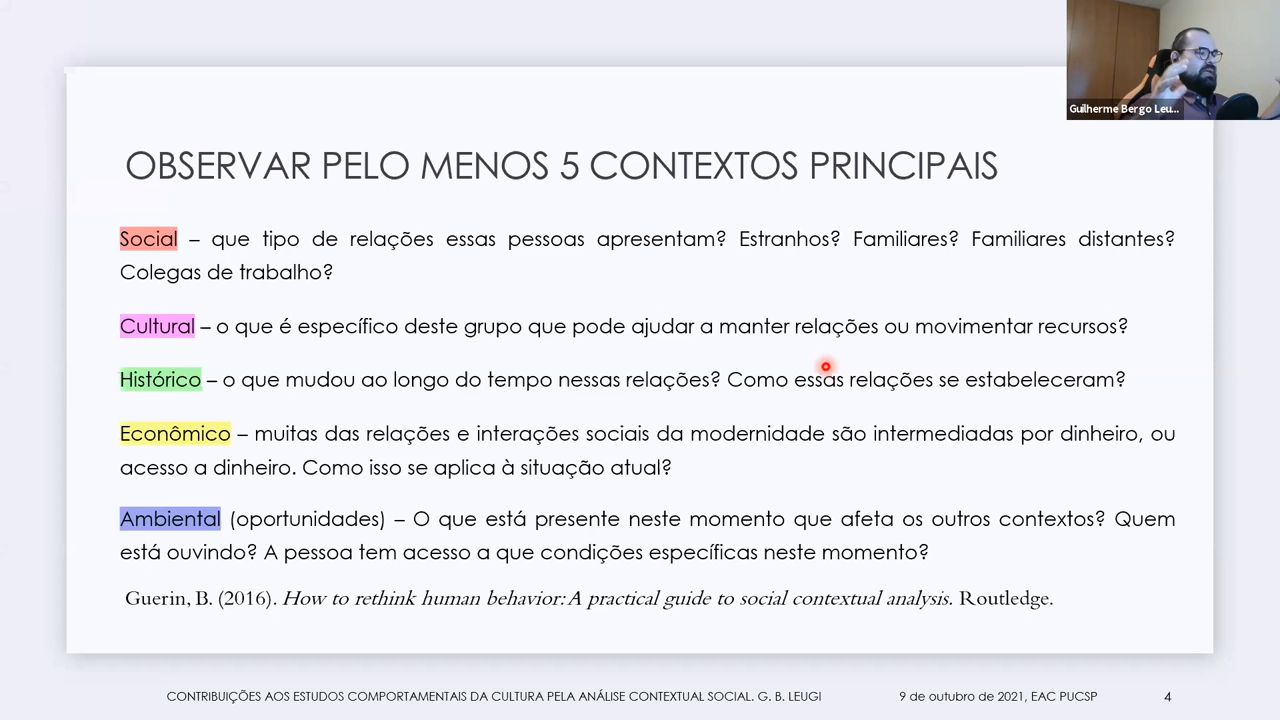 Guilherme Bergo Leu...
OBSERVAR PELO MENOS 5 CONTEXTOS PRINCIPAIS
Social – que tipo de relações essas pessoas apresentam? Estranhos? Familiares? Familiares distantes?
Colegas de trabalho?
Cultural – o que é específico deste grupo que pode ajudar a manter relações ou movimentar recursos?
Histórico – o que mudou ao longo do tempo nessas relações? Como essas relações se estabeleceram?
Econômico – muitas das relações e interações sociais da modernidade são intermediadas por dinheiro, ou
acesso a dinheiro. Como isso se aplica à situação atual?
Ambiental (oportunidades) – O que está presente neste momento que afeta os outros contextos? Quem
está ouvindo? A pessoa tem acesso a que condições específicas neste momento?
Guerin, B. (2016). How to rethink human behavior: A practical guide to social contextual analysis. Routledge.
CONTRIBUIÇÕES AOS ESTUDOS COMPORTAMENTAIS DA CULTURA PELA ANÁLISE CONTEXTUAL SOCIAL. G. B. LEUGI 9 de outubro de 2021, EAC PUCSP 4